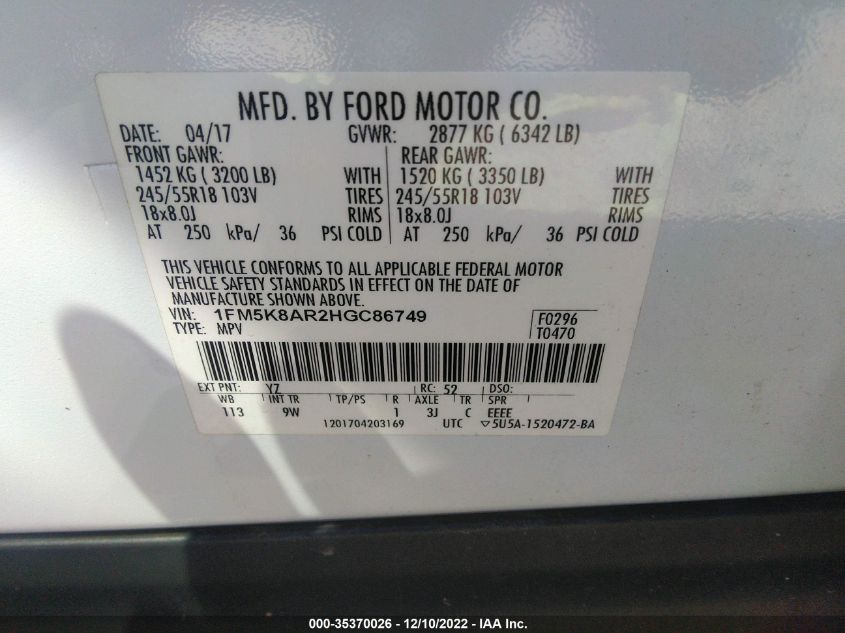 MFD. BY FORD MOTOR CO.
DATE: 04/17 GVWR: 2877 KG ( 6342 LB)
FRONT GAWR: REAR GAWR:
1452 KG ( 3200 LB) WITH 1520 KG ( 3350 LB) WITH
245/55R18 103V TIRES 245/55R18 103V TIRES
18x8.0J RIMS 18x8.0J RIMS
AT 250 kPa/ 36 PSI COLD AT 250 kPa/ 36 PSI COLD
THIS VEHICLE CONFORMS TO ALL APPLICABLE FEDERAL MOTOR
VEHICLE SAFETY STANDARDS IN EFFECT ON THE DATE OF
MANUFACTURE SHOWN ABOVE.
VIN: 1FM5K8AR2HGC86749 F0296
TYPE: MPV T0470
EXT PNT: YZ RC: 52 DSO:
WB INT TR TP/PS R AXLE TR SPR
113 9W 1 3J C EEEE
1201704203169 UTC ▽5U5A-1520472-BA
000-35370026 - 12/10/2022 - IAA Inc.